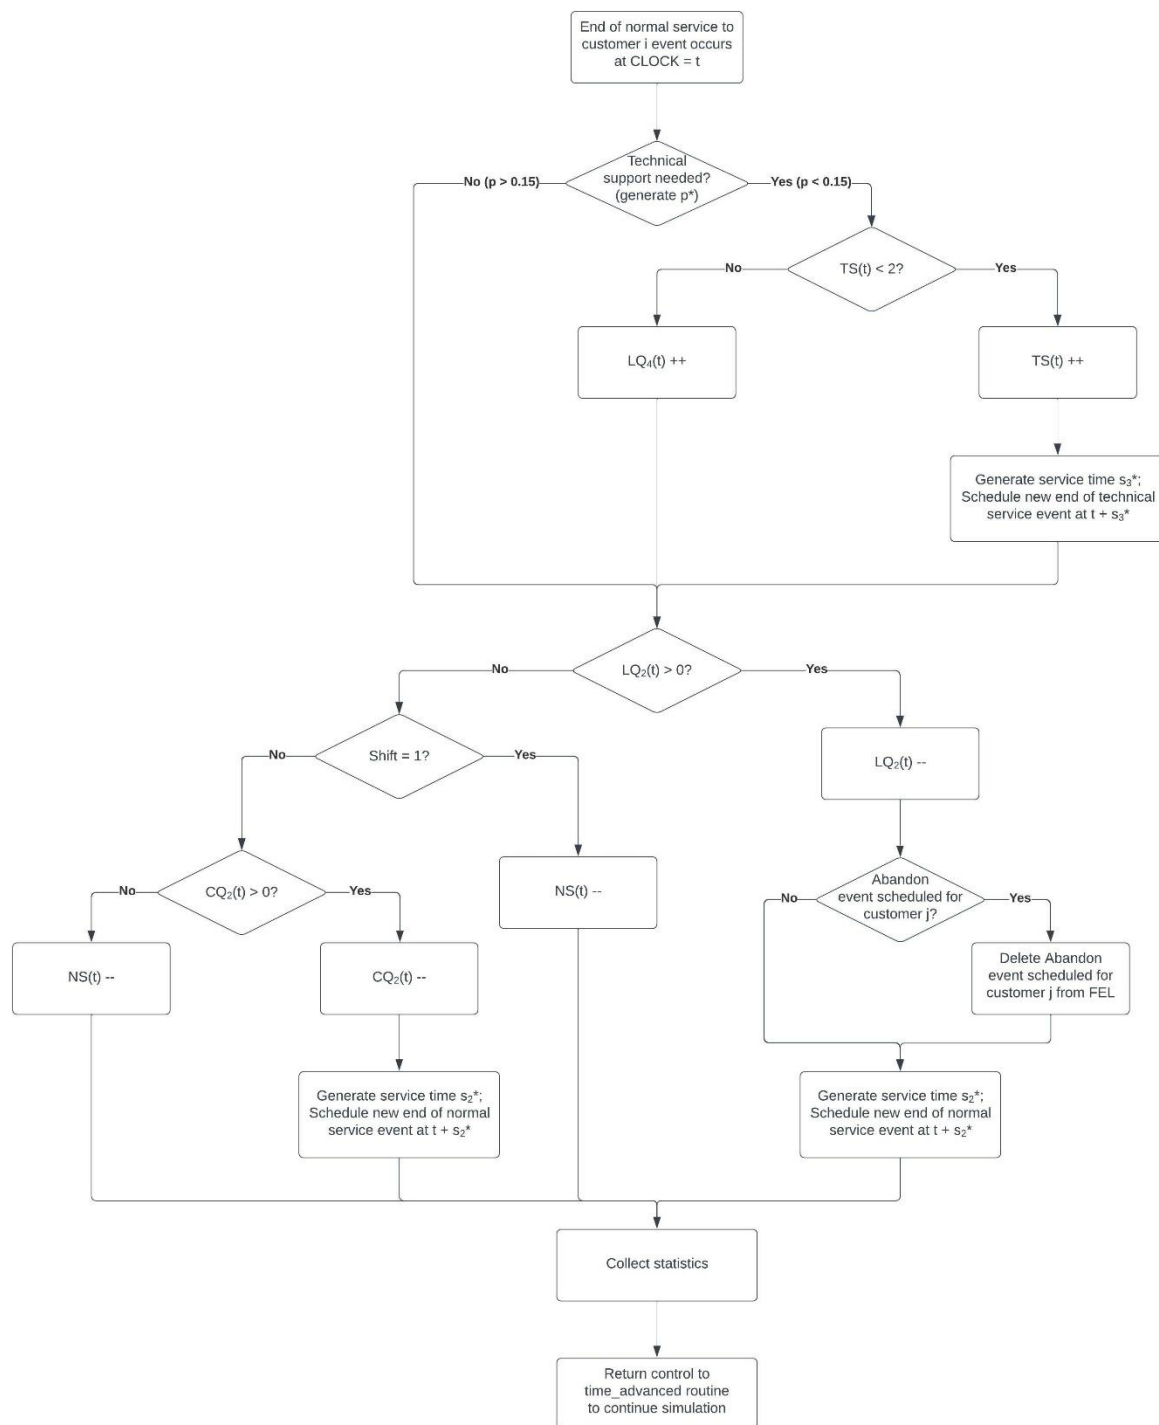 End of normal service to
customer i event occurs
at CLOCK = t
Technical
support needed?
(generate p*)
No (p > 0.15)
Yes (p < 0.15)
TS(t) < 2?
No
Yes
LQ₄(t) ++
TS(t) ++
Generate service time s₃*;
Schedule new end of technical
service event at t + s₃*
LQ₂(t) > 0?
No
Yes
Shift = 1?
No
Yes
LQ₂(t) --
CQ₂(t) > 0?
No
Yes
NS(t) --
Abandon
event scheduled for
customer j?
No
Yes
NS(t) --
CQ₂(t) --
Delete Abandon
event scheduled for
customer j from FEL
Generate service time s₂*;
Schedule new end of normal
service event at t + s₂*
Generate service time s₂*;
Schedule new end of normal
service event at t + s₂*
Collect statistics
Return control to
time_advanced routine
to continue simulation